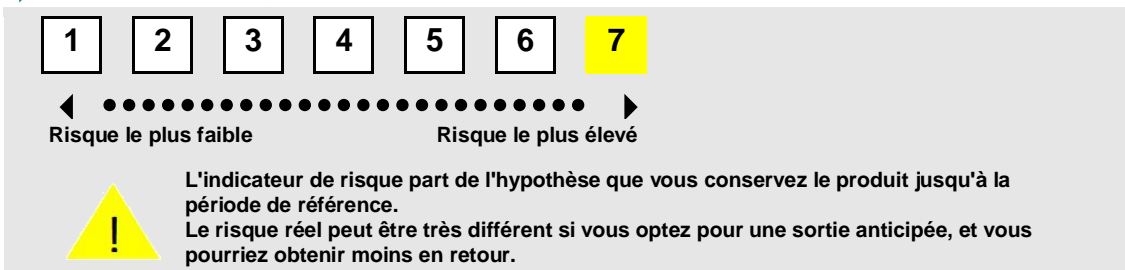 1 2 3 4 5 6 7
Risque le plus faible Risque le plus élevé
!
L'indicateur de risque part de l'hypothèse que vous conservez le produit jusqu'à la
période de référence.
Le risque réel peut être très différent si vous optez pour une sortie anticipée, et vous
pourriez obtenir moins en retour.